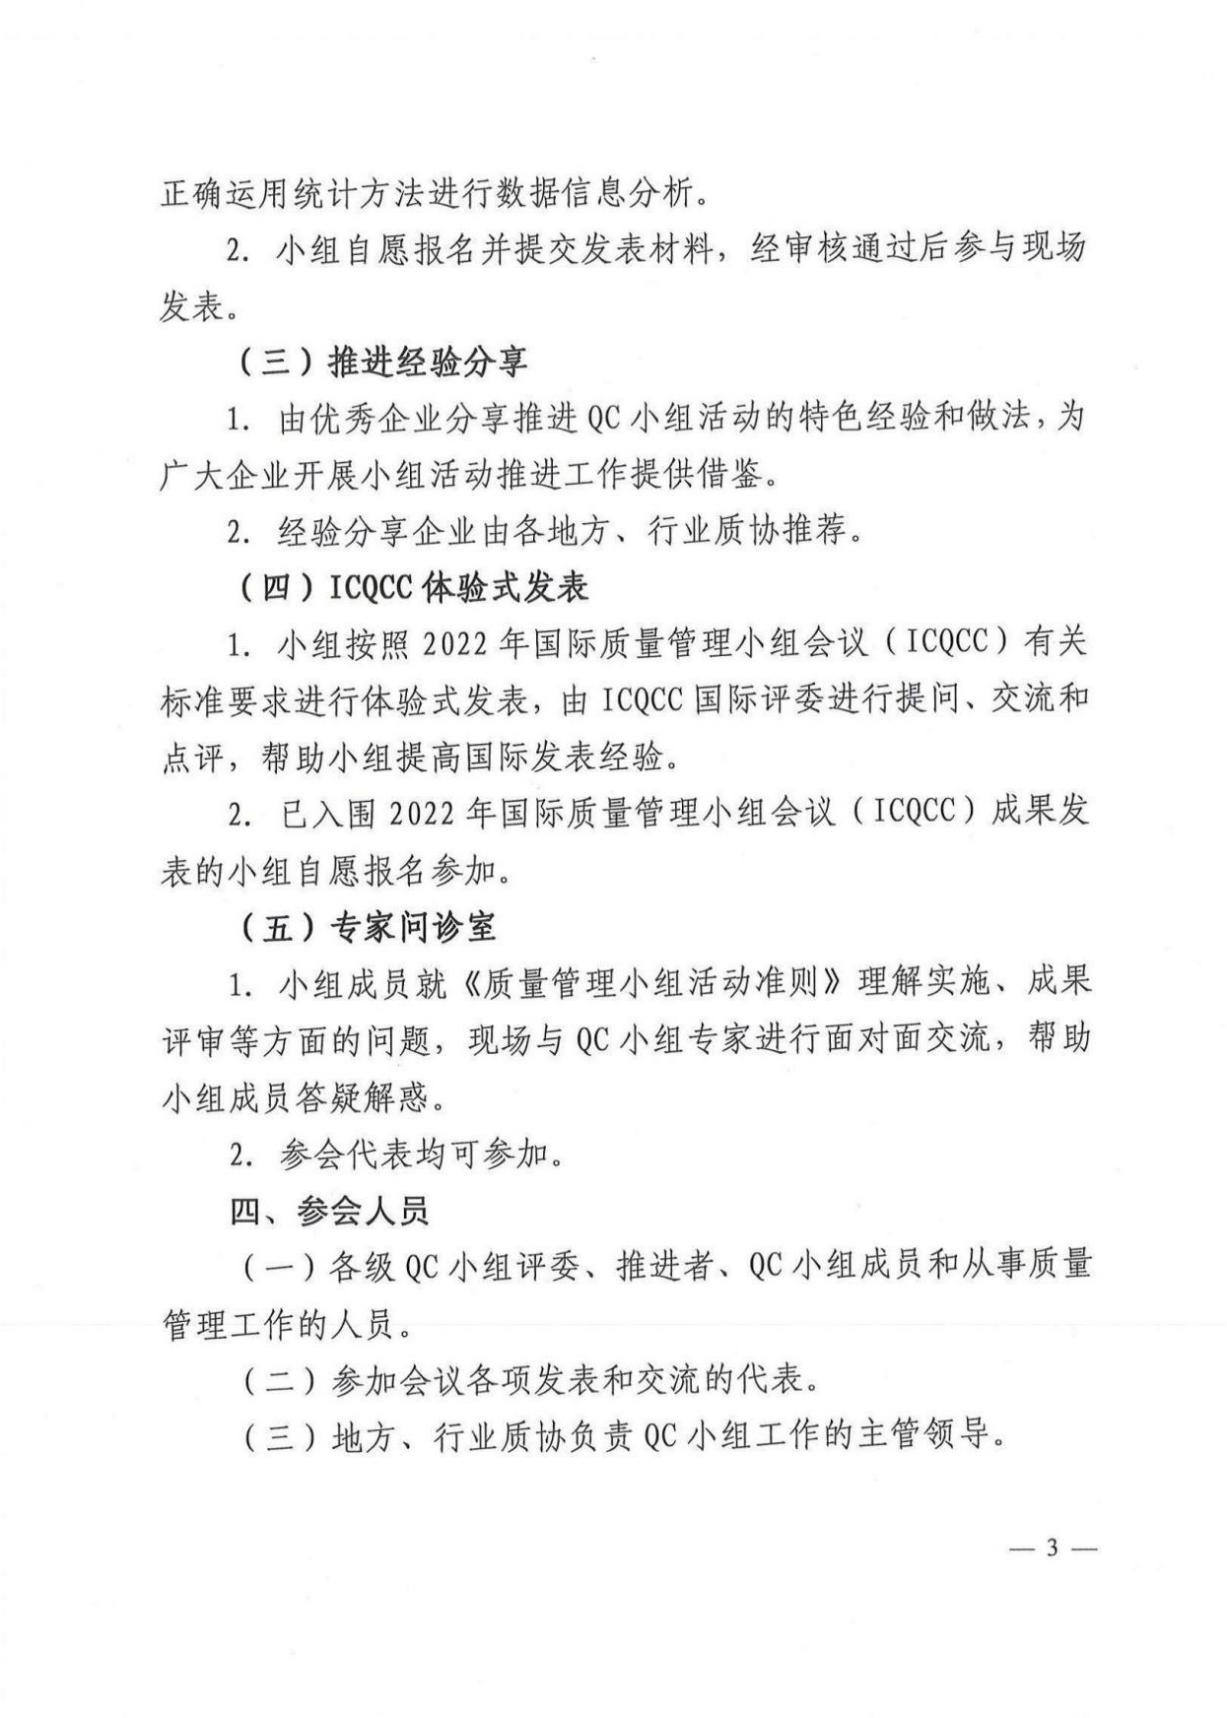 正确运用统计方法进行数据信息分析。
2. 小组自愿报名并提交发表材料，经审核通过后参与现场
发表。
（三）推进经验分享
1. 由优秀企业分享推进 QC 小组活动的特色经验和做法，为
广大企业开展小组活动推进工作提供借鉴。
2. 经验分享企业由各地方、行业质协推荐。
（四）ICQCC 体验式发表
1. 小组按照 2022 年国际质量管理小组会议（ICQCC）有关
标准要求进行体验式发表，由 ICQCC 国际评委进行提问、交流和
点评，帮助小组提高国际发表经验。
2. 已入围 2022 年国际质量管理小组会议（ICQCC）成果发
表的小组自愿报名参加。
（五）专家问诊室
1. 小组成员就《质量管理小组活动准则》理解实施、成果
评审等方面的问题，现场与 QC 小组专家进行面对面交流，帮助
小组成员答疑解惑。
2. 参会代表均可参加。
四、参会人员
（一）各级 QC 小组评委、推进者、QC 小组成员和从事质量
管理工作的人员。
（二）参加会议各项发表和交流的代表。
（三）地方、行业质协负责 QC 小组工作的主管领导。
— 3 —